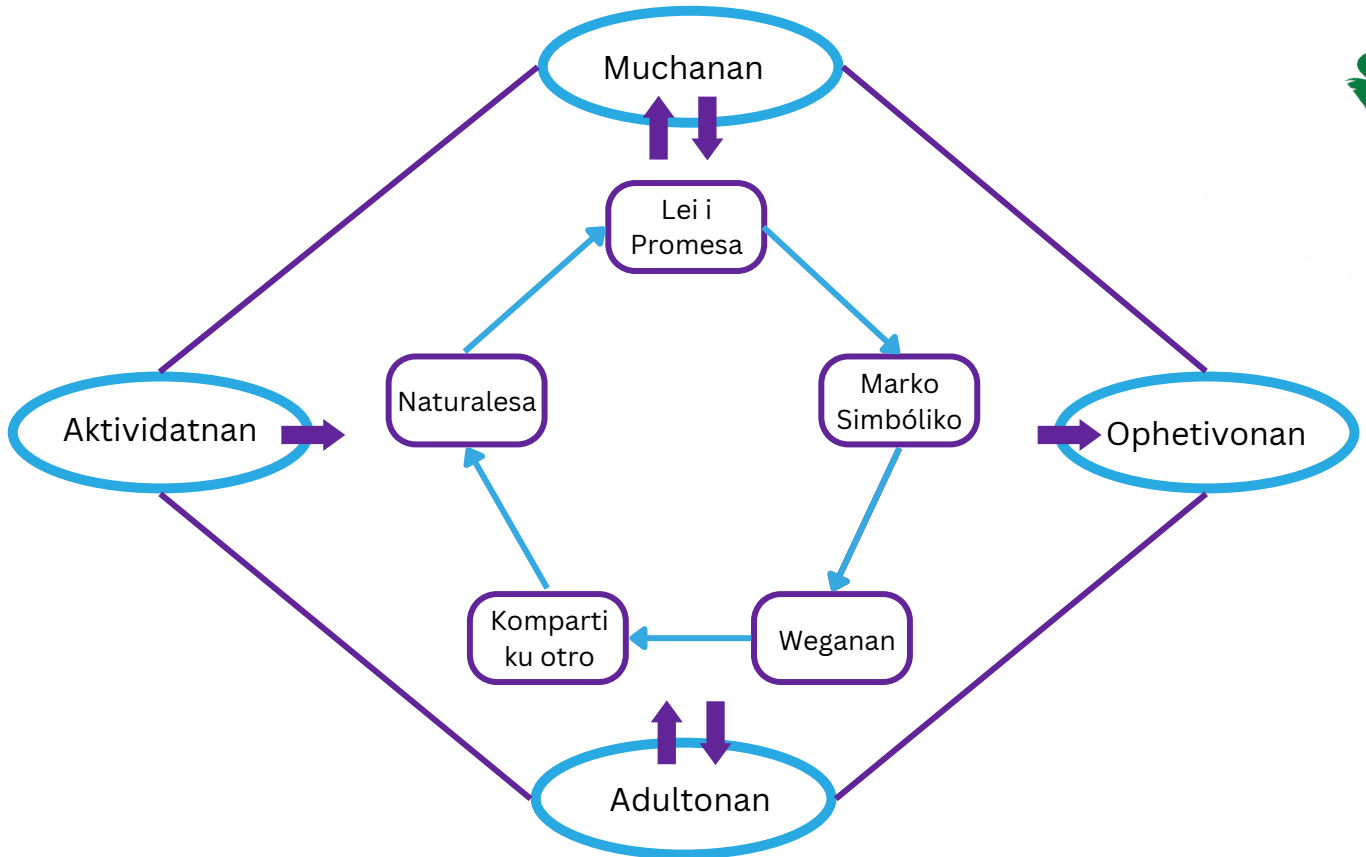 Muchanan
Lei i
Promesa
Naturalesa
Marko
Simbóliko
Aktividatnan
Ophetivonan
Komparti
ku otro
Weganan
Adultonan